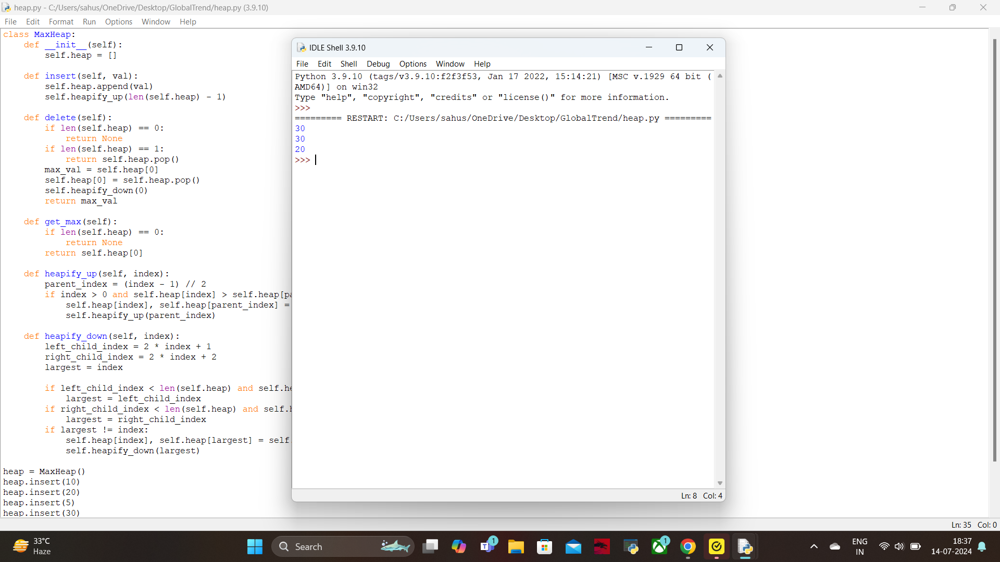 heap.py - C:/Users/sahus/OneDrive/Desktop/GlobalTrend/heap.py (3.9.10)
File Edit Format Run Options Window Help
class MaxHeap:
    def __init__(self):
        self.heap = []

    def insert(self, val):
        self.heap.append(val)
        self.heapify_up(len(self.heap) - 1)

    def delete(self):
        if len(self.heap) == 0:
            return None
        if len(self.heap) == 1:
            return self.heap.pop()
        max_val = self.heap[0]
        self.heap[0] = self.heap.pop()
        self.heapify_down(0)
        return max_val

    def get_max(self):
        if len(self.heap) == 0:
            return None
        return self.heap[0]

    def heapify_up(self, index):
        parent_index = (index - 1) // 2
        if index > 0 and self.heap[index] > self.heap[pa
            self.heap[index], self.heap[parent_index] =
            self.heapify_up(parent_index)

    def heapify_down(self, index):
        left_child_index = 2 * index + 1
        right_child_index = 2 * index + 2
        largest = index

        if left_child_index < len(self.heap) and self.he
            largest = left_child_index
        if right_child_index < len(self.heap) and self.
            largest = right_child_index
        if largest != index:
            self.heap[index], self.heap[largest] = self
            self.heapify_down(largest)

heap = MaxHeap()
heap.insert(10)
heap.insert(20)
heap.insert(5)
heap.insert(30)
IDLE Shell 3.9.10
File Edit Shell Debug Options Window Help
Python 3.9.10 (tags/v3.9.10:f2f3f53, Jan 17 2022, 15:14:21) [MSC v.1929 64 bit (
AMD64)] on win32
Type "help", "copyright", "credits" or "license()" for more information.
>>>
========= RESTART: C:/Users/sahus/OneDrive/Desktop/GlobalTrend/heap.py =========
30
30
20
>>>
Ln: 8 Col: 4
Ln: 35 Col: 0
33°C
Haze
Search
1
1
ENG
IN
18:37
14-07-2024